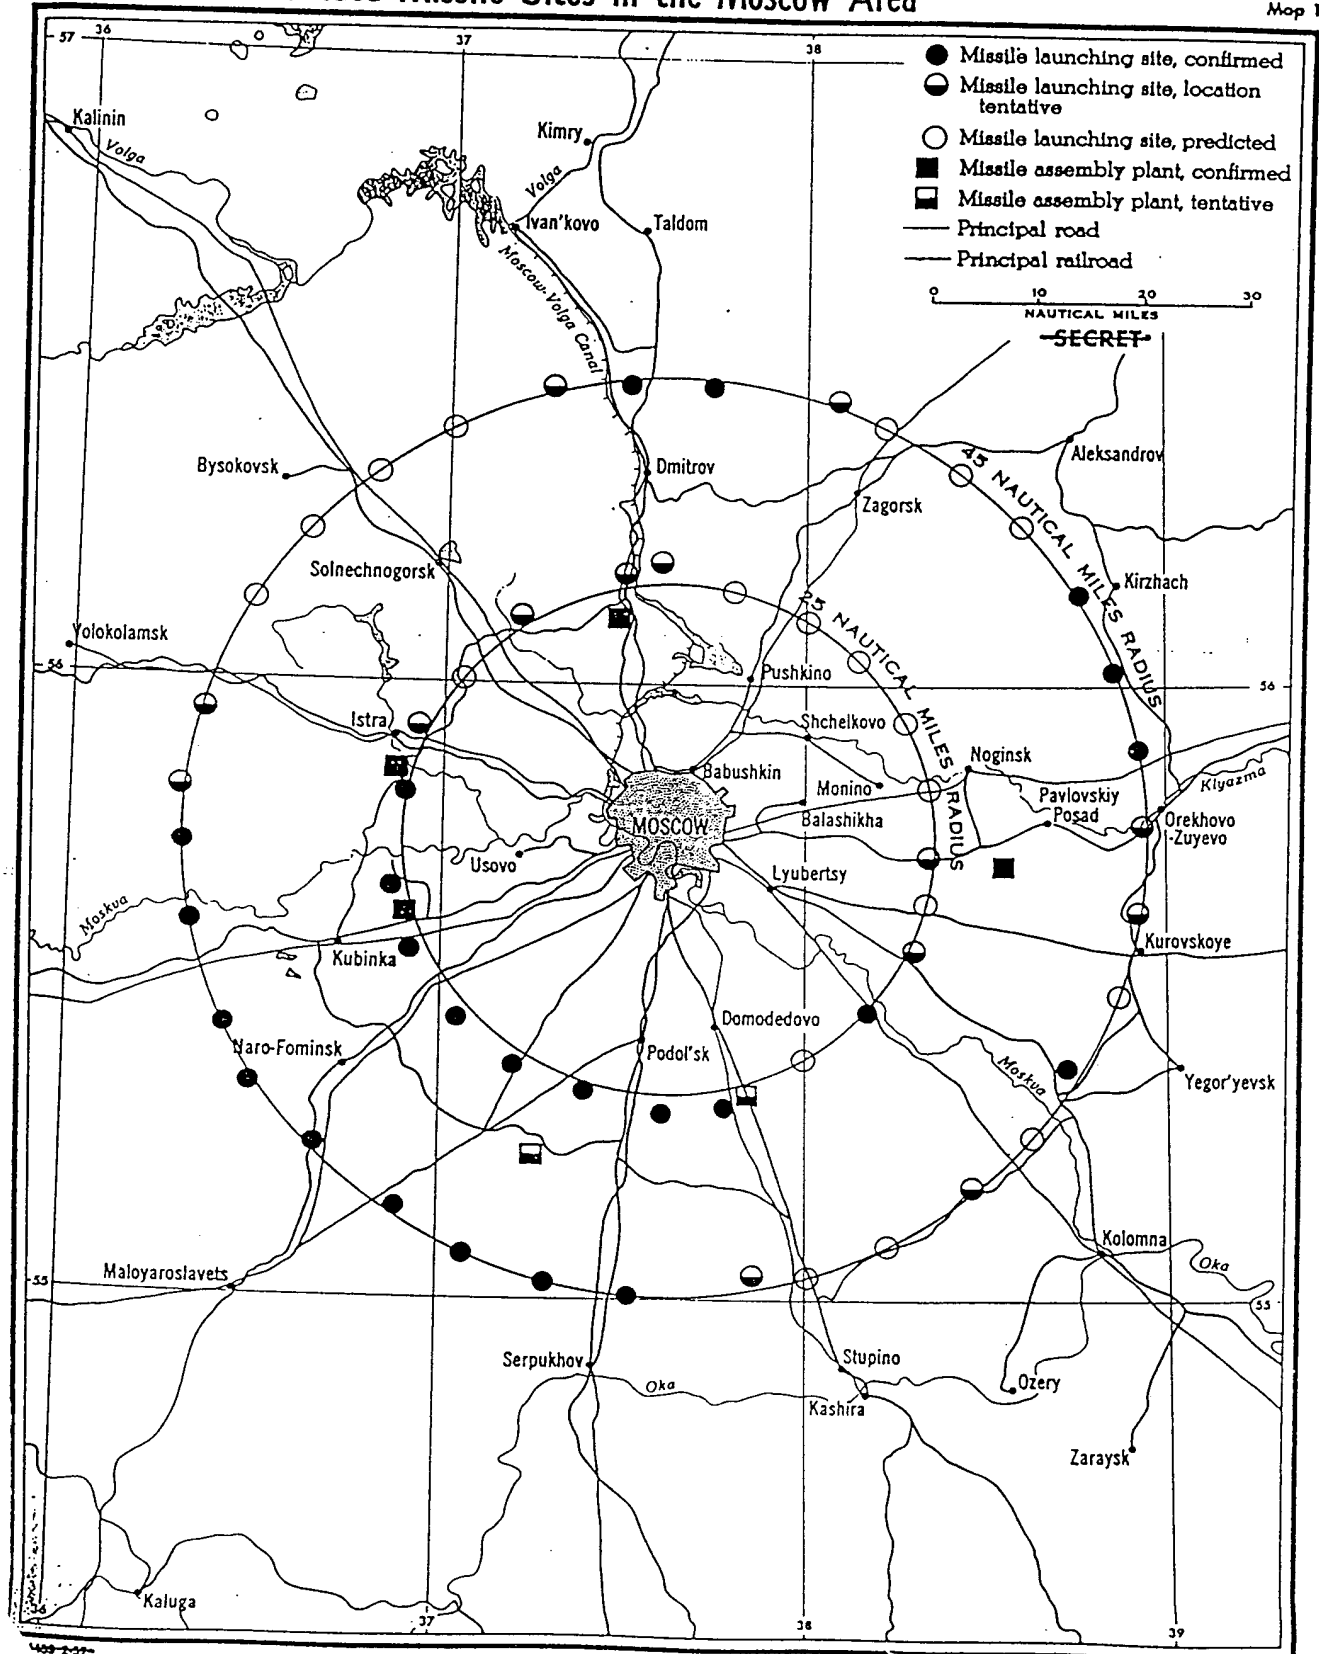 Missile Sites in the Moscow Area
Map 1
57 36
37
38
Missile launching site, confirmed
Missile launching site, location
tentative
Missile launching site, predicted
Missile assembly plant, confirmed
Missile assembly plant, tentative
Principal road
Principal railroad
0 10 20 30
NAUTICAL MILES
SECRET
Kalinin
Volga
Kimry
Volga
Ivan'kovo
Taldom
Moscow-Volga Canal
Bysokovsk
Dmitrov
Aleksandrov
Zagorsk
45 NAUTICAL MILES RADIUS
Solnechnogorsk
Kirzhach
25 NAUTICAL MILES RADIUS
Volokolamsk
56
Pushkino
56
Istra
Shchelkovo
Noginsk
Babushkin
Monino
Klyazma
Pavlovskiy
Posad
MOSCOW
Balashikha
Orekhovo
-Zuyevo
Usovo
Lyubertsy
Moskva
Kubinka
Kurovskoye
Domodedovo
Naro-Fominsk
Podol'sk
Moskva
Yegor'yevsk
Kolomna
Oka
Maloyaroslavets
55
55
Serpukhov
Stupino
Oka
Ozery
Kashira
Zaraysk
Kaluga
36
37
38
39